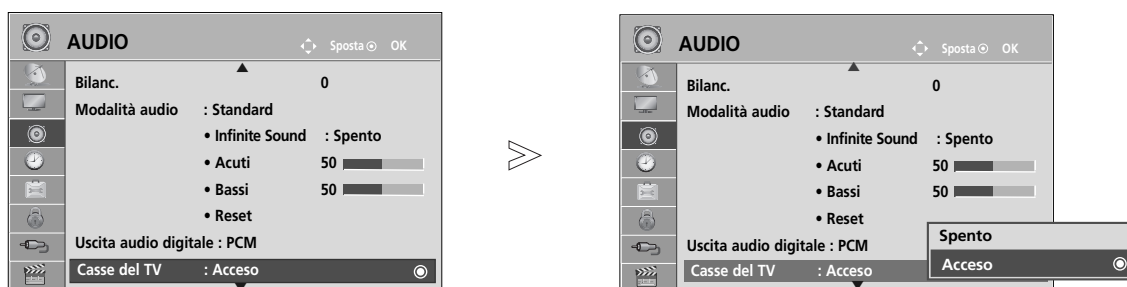 AUDIO Sposta OK
Bilanc. 0
Modalità audio : Standard
• Infinite Sound : Spento
• Acuti 50
• Bassi 50
• Reset
Uscita audio digitale : PCM
Casse del TV : Acceso
AUDIO Sposta OK
Bilanc. 0
Modalità audio : Standard
• Infinite Sound : Spento
• Acuti 50
• Bassi 50
• Reset
Uscita audio digitale : PCM
Casse del TV : Acceso
Spento
Acceso